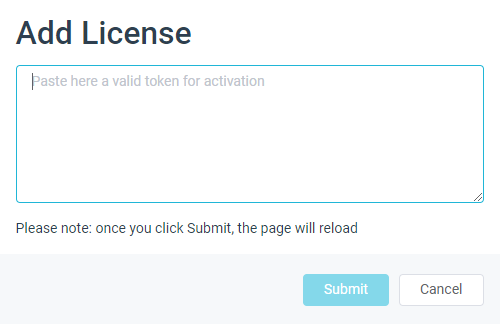 Add License
Paste here a valid token for activation
Please note: once you click Submit, the page will reload
Submit
Cancel